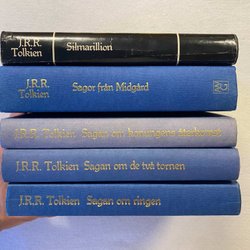 J.R.R.
Tolkien
Silmarillion
J.R.R.
Tolkien
Sagor från Midgård
J.R.R. Tolkien Sagan om konungens återkomst
J.R.R. Tolkien Sagan om de två tornen
J.R.R. Tolkien Sagan om ringen